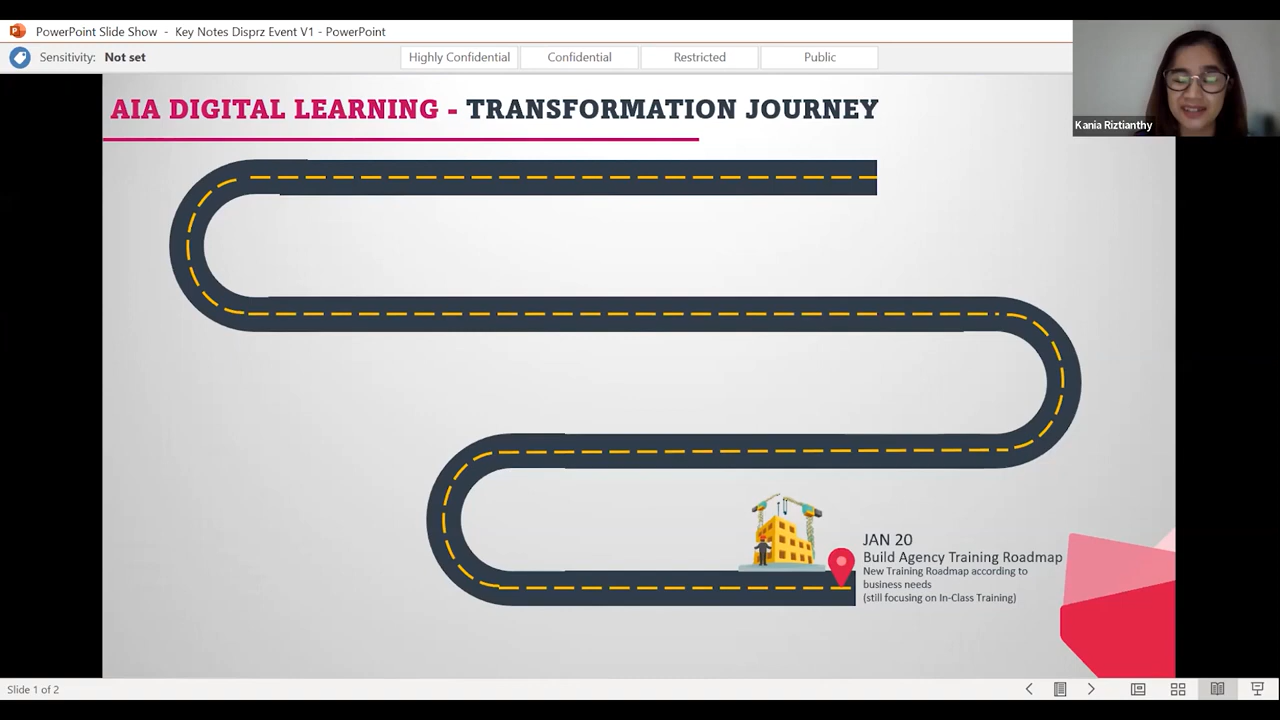 PowerPoint Slide Show - Key Notes Disprz Event V1 - PowerPoint
Sensitivity: Not set
Highly Confidential
Confidential
Restricted
Public
Kania Riztianthy
AIA DIGITAL LEARNING - TRANSFORMATION JOURNEY
JAN 20
Build Agency Training Roadmap
New Training Roadmap according to
business needs
(still focusing on In-Class Training)
Slide 1 of 2